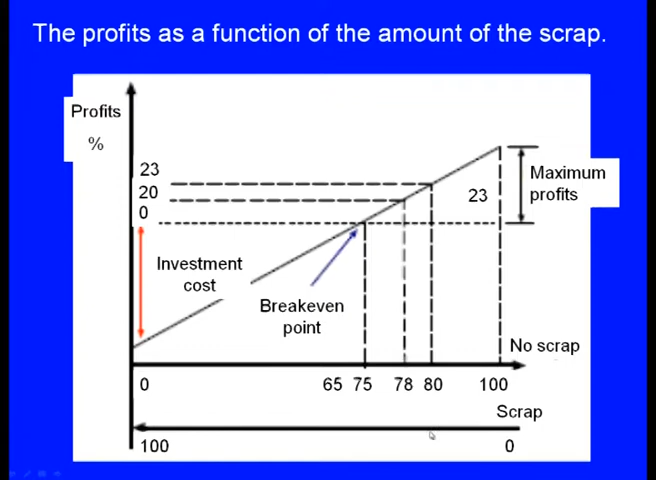 The profits as a function of the amount of the scrap.
Profits
%
23
20
0
Maximum
profits
23
Investment
cost
Breakeven
point
No scrap
0 65 75 78 80 100
Scrap
100 0